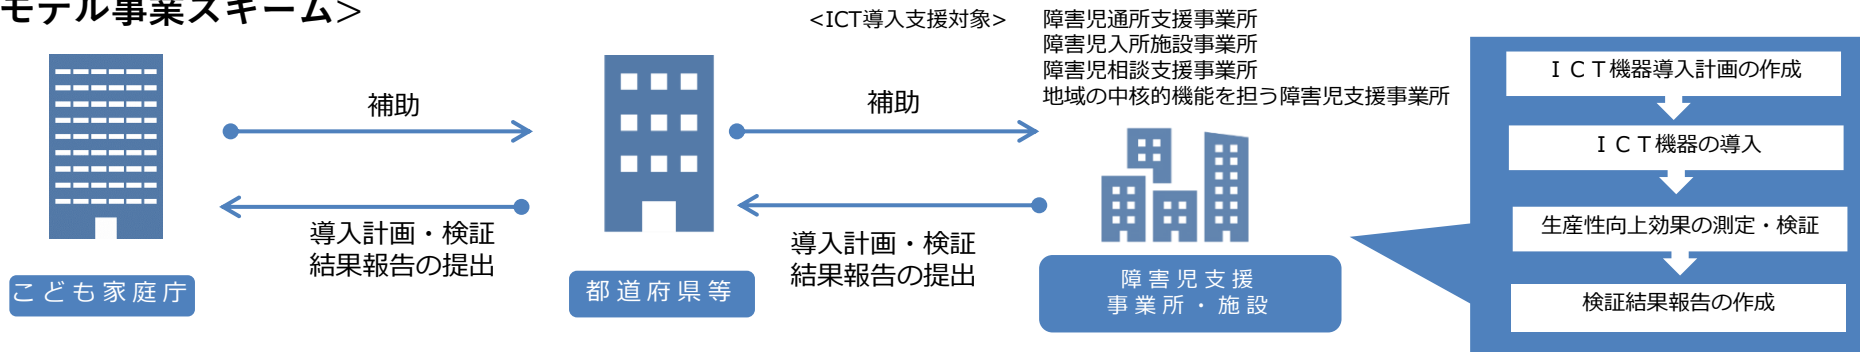 モデル事業スキーム>
<ICT導入支援対象>
障害児通所支援事業所
障害児入所施設事業所
障害児相談支援事業所
地域の中核的機能を担う障害児支援事業所
補助
補助
導入計画・検証
結果報告の提出
導入計画・検証
結果報告の提出
こども家庭庁
都道府県等
障害児支援
事業所・施設
ＩＣＴ機器導入計画の作成
ＩＣＴ機器の導入
生産性向上効果の測定・検証
検証結果報告の作成